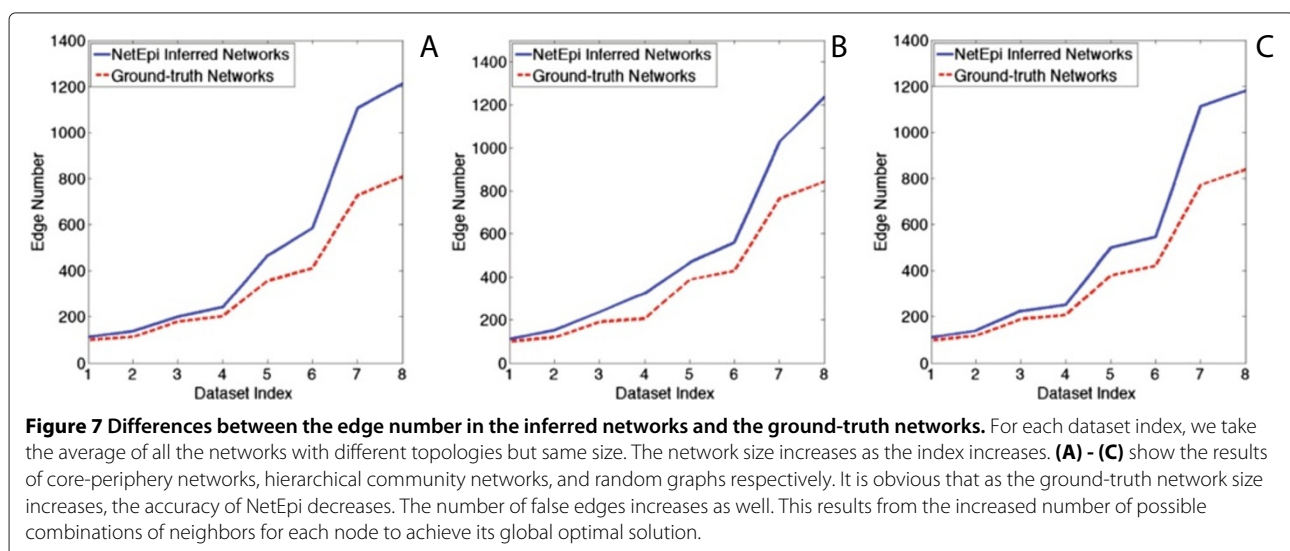 1400
1200
1000
800
600
400
200
0
Edge Number
NetEpi Inferred Networks
Ground-truth Networks
A
1 2 3 4 5 6 7 8
Dataset Index
1400
1200
1000
800
600
400
200
0
Edge Number
NetEpi Inferred Networks
Ground-truth Networks
B
1 2 3 4 5 6 7 8
Dataset Index
1400
1200
1000
800
600
400
200
0
Edge Number
NetEpi Inferred Networks
Ground-truth Networks
C
1 2 3 4 5 6 7 8
Dataset Index
Figure 7 Differences between the edge number in the inferred networks and the ground-truth networks. For each dataset index, we take
the average of all the networks with different topologies but same size. The network size increases as the index increases. (A) - (C) show the results
of core-periphery networks, hierarchical community networks, and random graphs respectively. It is obvious that as the ground-truth network size
increases, the accuracy of NetEpi decreases. The number of false edges increases as well. This results from the increased number of possible
combinations of neighbors for each node to achieve its global optimal solution.